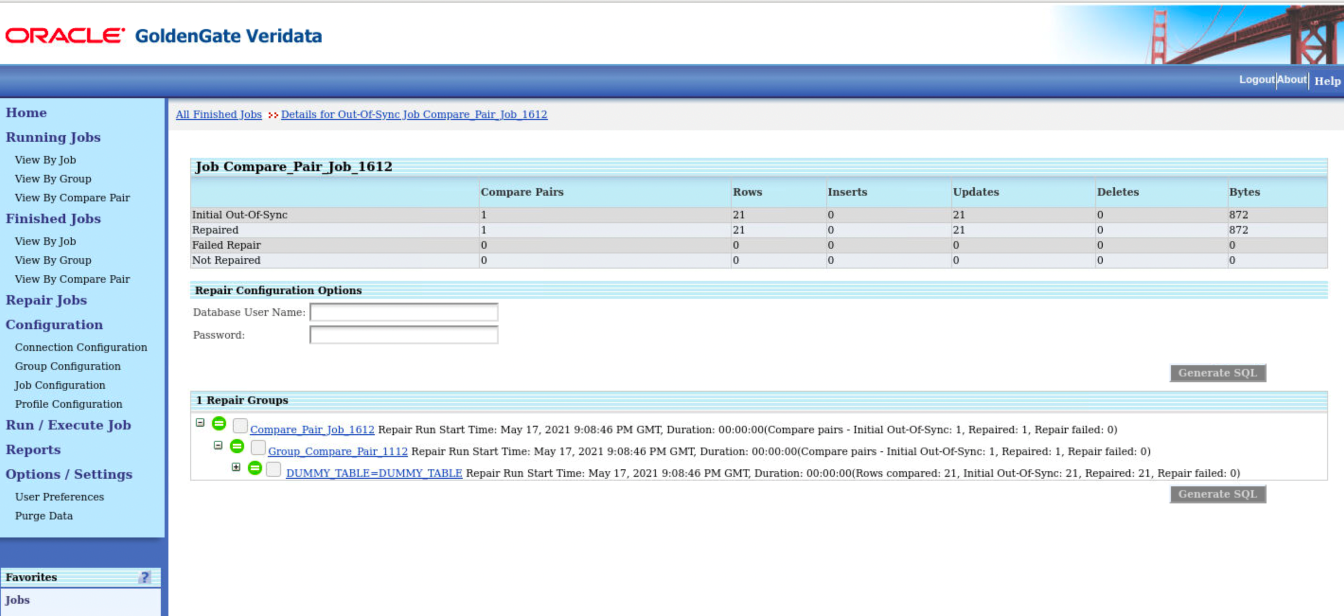 ORACLE GoldenGate Veridata
Logout About Help
Home
Running Jobs
View By Job
View By Group
View By Compare Pair
Finished Jobs
View By Job
View By Group
View By Compare Pair
Repair Jobs
Configuration
Connection Configuration
Group Configuration
Job Configuration
Profile Configuration
Run / Execute Job
Reports
Options / Settings
User Preferences
Purge Data
Favorites ?
Jobs
All Finished Jobs >> Details for Out-Of-Sync Job Compare_Pair_Job_1612
Job Compare_Pair_Job_1612
Compare Pairs Rows Inserts Updates Deletes Bytes
Initial Out-Of-Sync 1 21 0 21 0 872
Repaired 1 21 0 21 0 872
Failed Repair 0 0 0 0 0 0
Not Repaired 0 0 0 0 0 0
Repair Configuration Options
Database User Name:
Password:
Generate SQL
1 Repair Groups
Compare_Pair_Job_1612 Repair Run Start Time: May 17, 2021 9:08:46 PM GMT, Duration: 00:00:00(Compare pairs - Initial Out-Of-Sync: 1, Repaired: 1, Repair failed: 0)
Group_Compare_Pair_1112 Repair Run Start Time: May 17, 2021 9:08:46 PM GMT, Duration: 00:00:00(Compare pairs - Initial Out-Of-Sync: 1, Repaired: 1, Repair failed: 0)
DUMMY_TABLE=DUMMY_TABLE Repair Run Start Time: May 17, 2021 9:08:46 PM GMT, Duration: 00:00:00(Rows compared: 21, Initial Out-Of-Sync: 21, Repaired: 21, Repair failed: 0)
Generate SQL